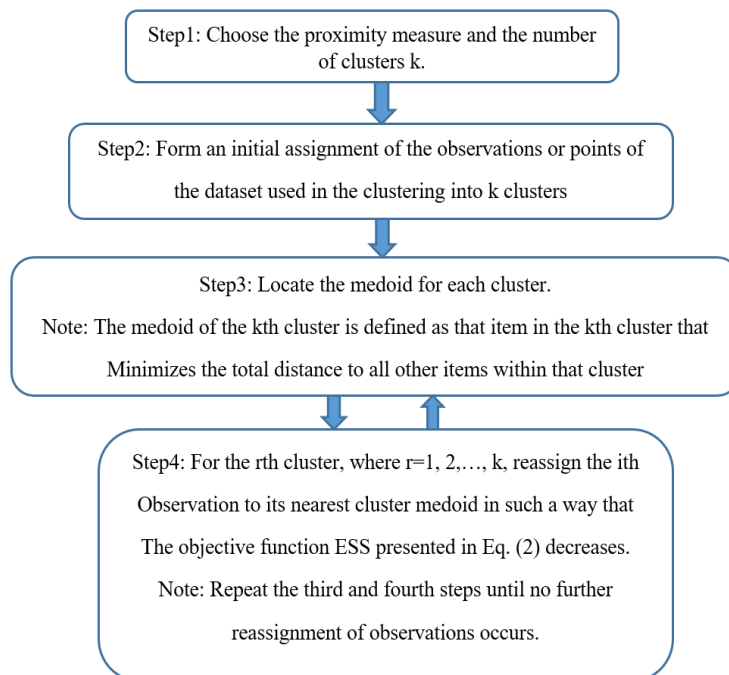 Step1: Choose the proximity measure and the number
of clusters k.
Step2: Form an initial assignment of the observations or points of
the dataset used in the clustering into k clusters
Step3: Locate the medoid for each cluster.
Note: The medoid of the kth cluster is defined as that item in the kth cluster that
Minimizes the total distance to all other items within that cluster
Step4: For the rth cluster, where r=1, 2,…, k, reassign the ith
Observation to its nearest cluster medoid in such a way that
The objective function ESS presented in Eq. (2) decreases.
Note: Repeat the third and fourth steps until no further
reassignment of observations occurs.